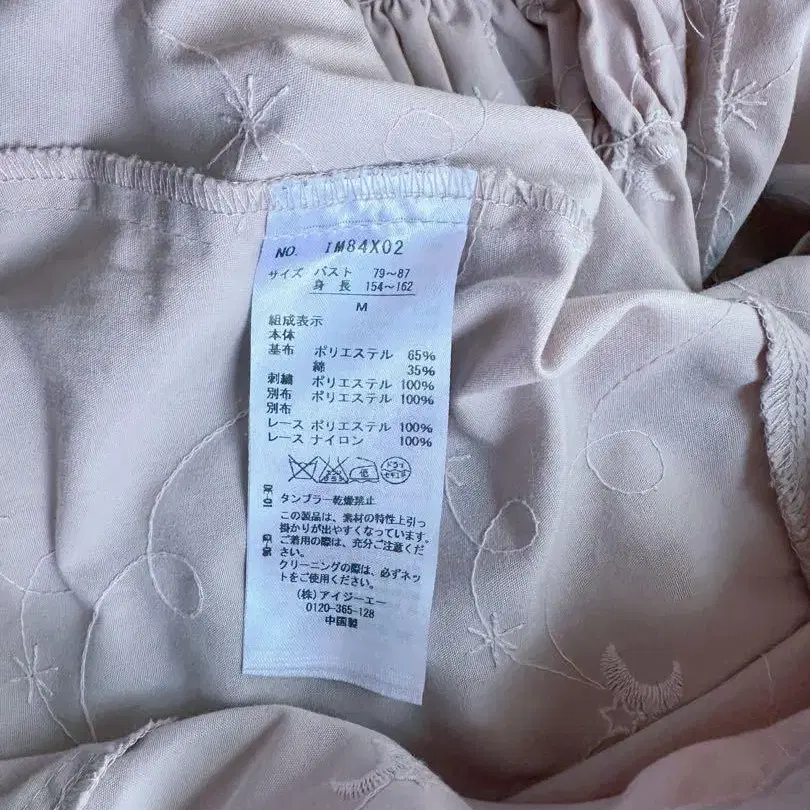 NO. IM84X02
サイズ バスト 79～87
身長 154～162
M
組成表示
本体
基布 ポリエステル 65%
綿 35%
刺繍 ポリエステル 100%
別布 ポリエステル 100%
別布
レース ポリエステル 100%
レース ナイロン 100%
低 ドライ セキユ系
タンブラー乾燥禁止
この製品は、素材の特性上引っ
掛かりが出やすくなっています。
ご着用の際は、充分ご注意くだ
さい。
クリーニングの際は、必ずネッ
トをご使用ください。
(株)アイジーエー
0120-365-128
中国製